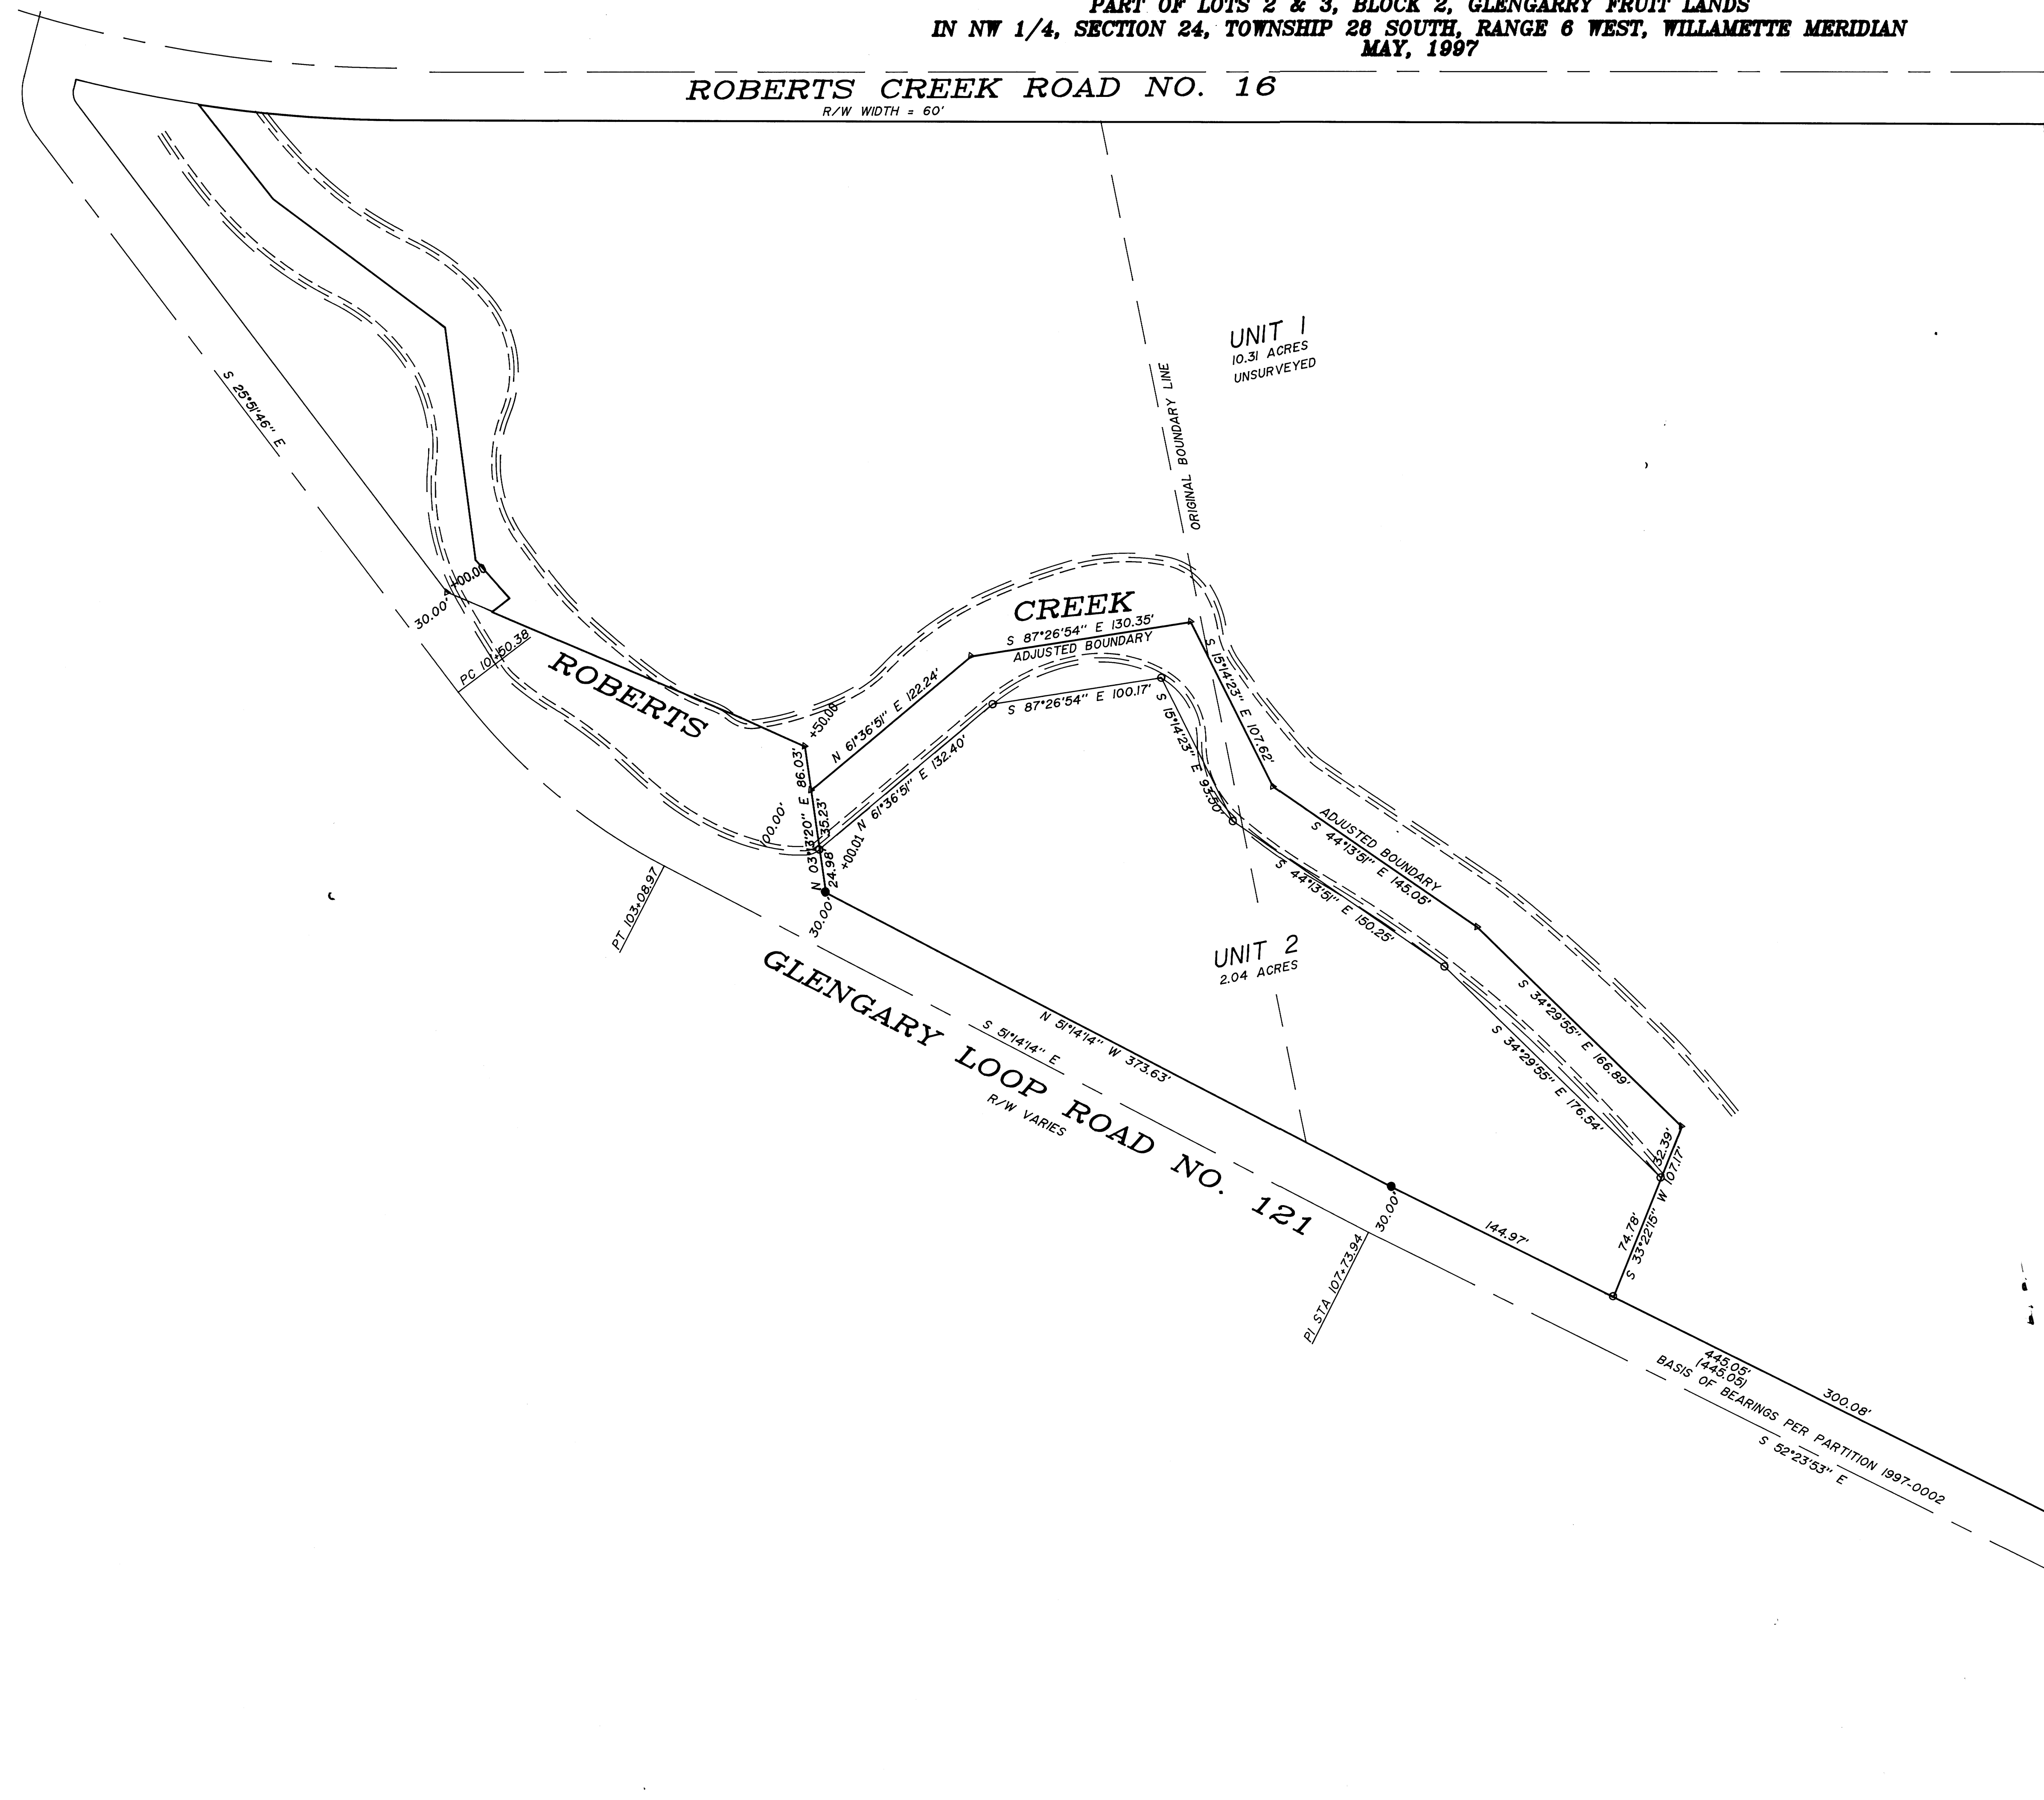 PART OF LOTS 2 & 3, BLOCK 2, GLENGARRY FRUIT LANDS
IN NW 1/4, SECTION 24, TOWNSHIP 28 SOUTH, RANGE 6 WEST, WILLAMETTE MERIDIAN
MAY, 1997
ROBERTS CREEK ROAD NO. 16
R/W WIDTH = 60'
UNIT 1
10.31 ACRES
UNSURVEYED
ORIGINAL BOUNDARY LINE
S 25°51'46" E
+00.00
30.00'
PC 101+50.38
ROBERTS
CREEK
S 87°26'54" E 130.35'
ADJUSTED BOUNDARY
N 61°36'51" E 122.24'
+50.08
S 87°26'54" E 100.17'
N 61°36'51" E 132.40'
S 15°14'23" E 107.62'
S 15°14'23" E 93.50'
N 03°13'20" E 86.03'
35.23'
24.98'
+00.01
00.00'
30.00'
PT 103+08.97
ADJUSTED BOUNDARY
S 44°13'51" E 145.05'
S 44°13'51" E 150.25'
UNIT 2
2.04 ACRES
S 34°29'55" E 166.89'
S 34°29'55" E 176.54'
N 51°14'14" W 373.63'
S 51°14'14" E
GLENGARY LOOP ROAD NO. 121
R/W VARIES
32.39'
74.78'
S 33°22'15" W 107.17'
30.00'
PI STA 107+73.94
144.97'
445.05'
(445.05)
300.08'
BASIS OF BEARINGS PER PARTITION 1997-0002
S 52°23'53" E